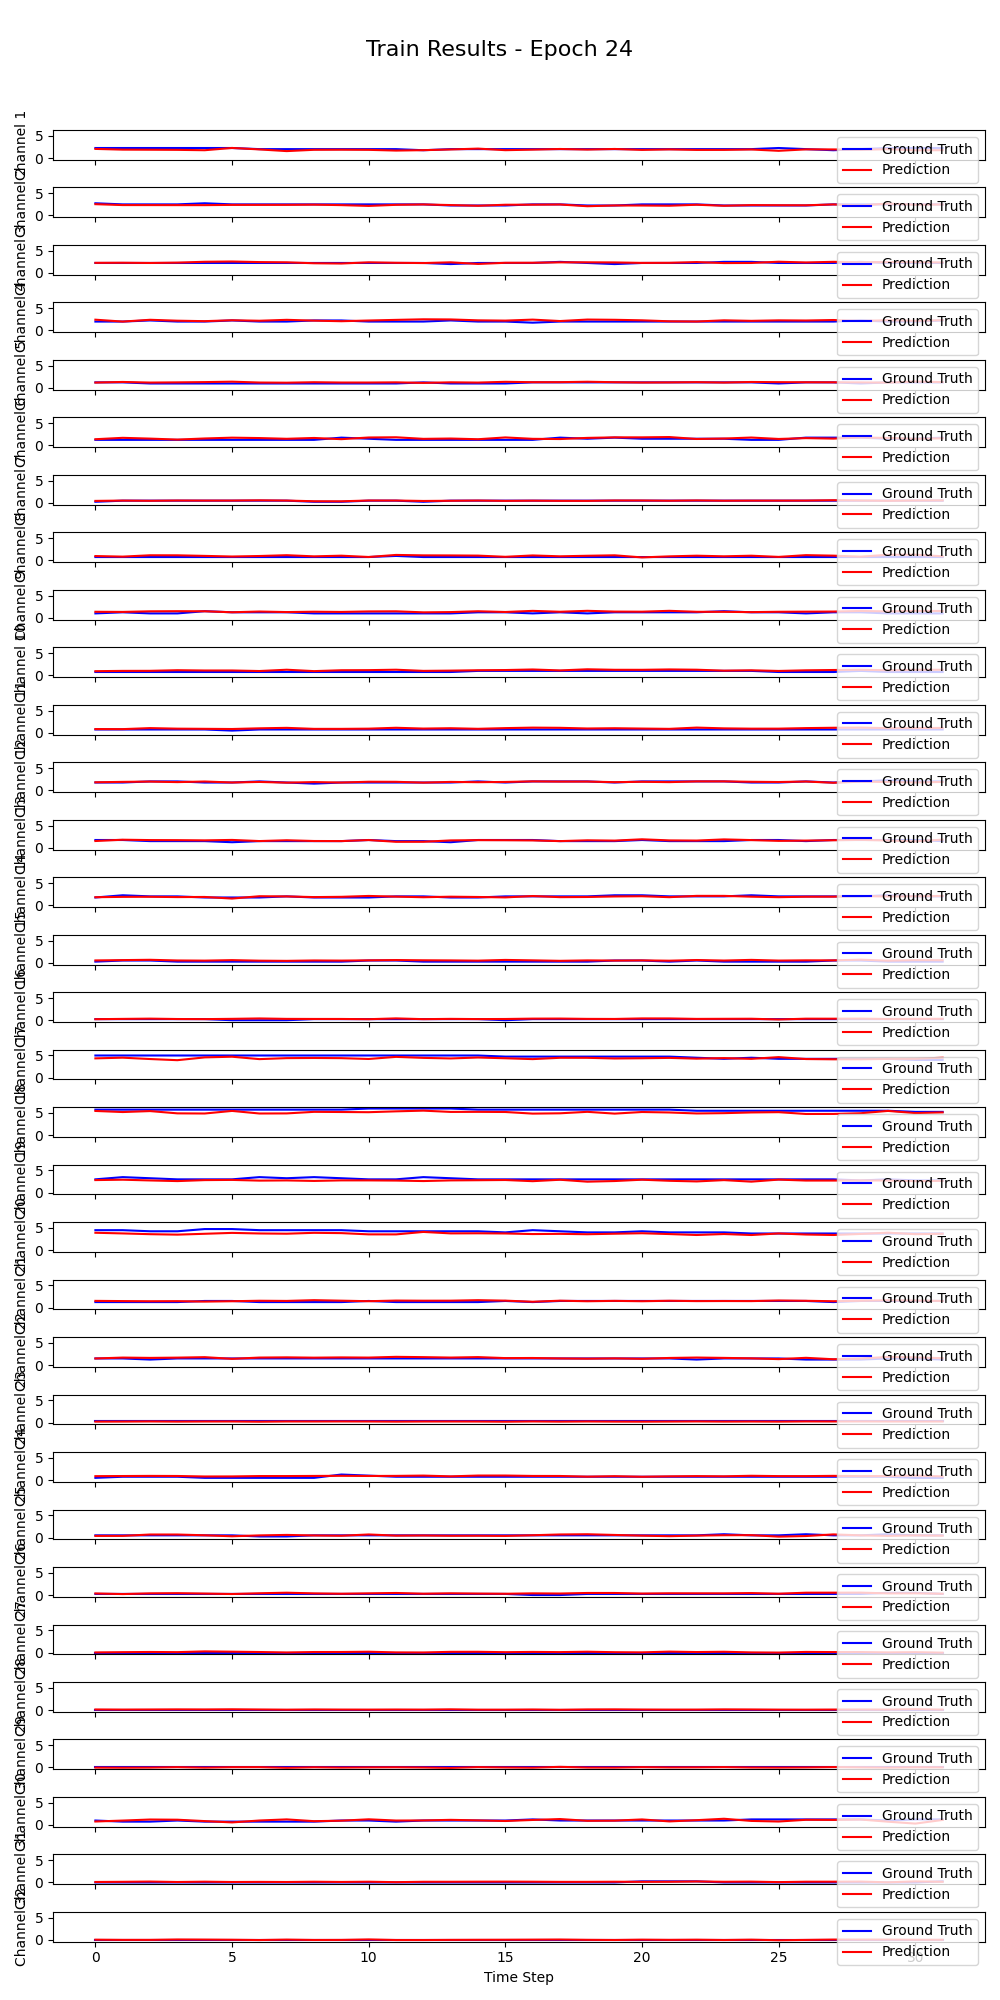 Train Results - Epoch 24
Channel 1
5
0
Ground Truth
Prediction
Channel 2
5
0
Ground Truth
Prediction
Channel 3
5
0
Ground Truth
Prediction
Channel 4
5
0
Ground Truth
Prediction
Channel 5
5
0
Ground Truth
Prediction
Channel 6
5
0
Ground Truth
Prediction
Channel 7
5
0
Ground Truth
Prediction
Channel 8
5
0
Ground Truth
Prediction
Channel 9
5
0
Ground Truth
Prediction
Channel 10
5
0
Ground Truth
Prediction
Channel 11
5
0
Ground Truth
Prediction
Channel 12
5
0
Ground Truth
Prediction
Channel 13
5
0
Ground Truth
Prediction
Channel 14
5
0
Ground Truth
Prediction
Channel 15
5
0
Ground Truth
Prediction
Channel 16
5
0
Ground Truth
Prediction
Channel 17
5
0
Ground Truth
Prediction
Channel 18
5
0
Ground Truth
Prediction
Channel 19
5
0
Ground Truth
Prediction
Channel 20
5
0
Ground Truth
Prediction
Channel 21
5
0
Ground Truth
Prediction
Channel 22
5
0
Ground Truth
Prediction
Channel 23
5
0
Ground Truth
Prediction
Channel 24
5
0
Ground Truth
Prediction
Channel 25
5
0
Ground Truth
Prediction
Channel 26
5
0
Ground Truth
Prediction
Channel 27
5
0
Ground Truth
Prediction
Channel 28
5
0
Ground Truth
Prediction
Channel 29
5
0
Ground Truth
Prediction
Channel 30
5
0
Ground Truth
Prediction
Channel 31
5
0
Ground Truth
Prediction
Channel 32
5
0
Ground Truth
Prediction
0 5 10 15 20 25 30
Time Step